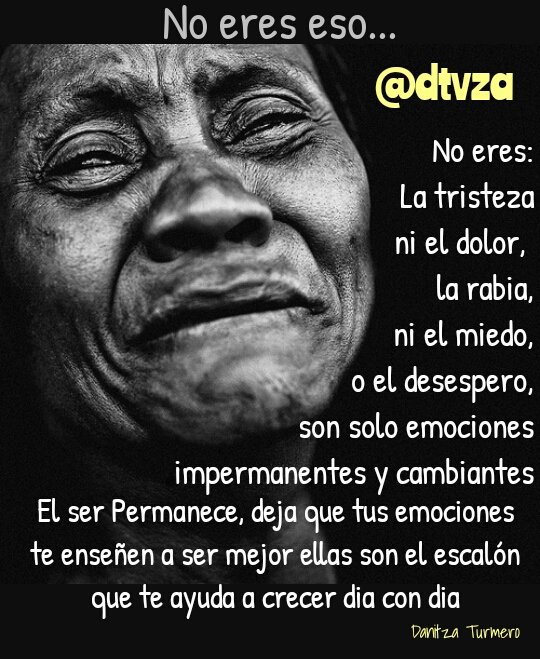 No eres eso...
@dtvza
No eres:
La tristeza
ni el dolor,
la rabia,
ni el miedo,
o el desespero,
son solo emociones
impermanentes y cambiantes
El ser Permanece, deja que tus emociones
te enseñen a ser mejor ellas son el escalón
que te ayuda a crecer dia con dia
Danitza Turmero